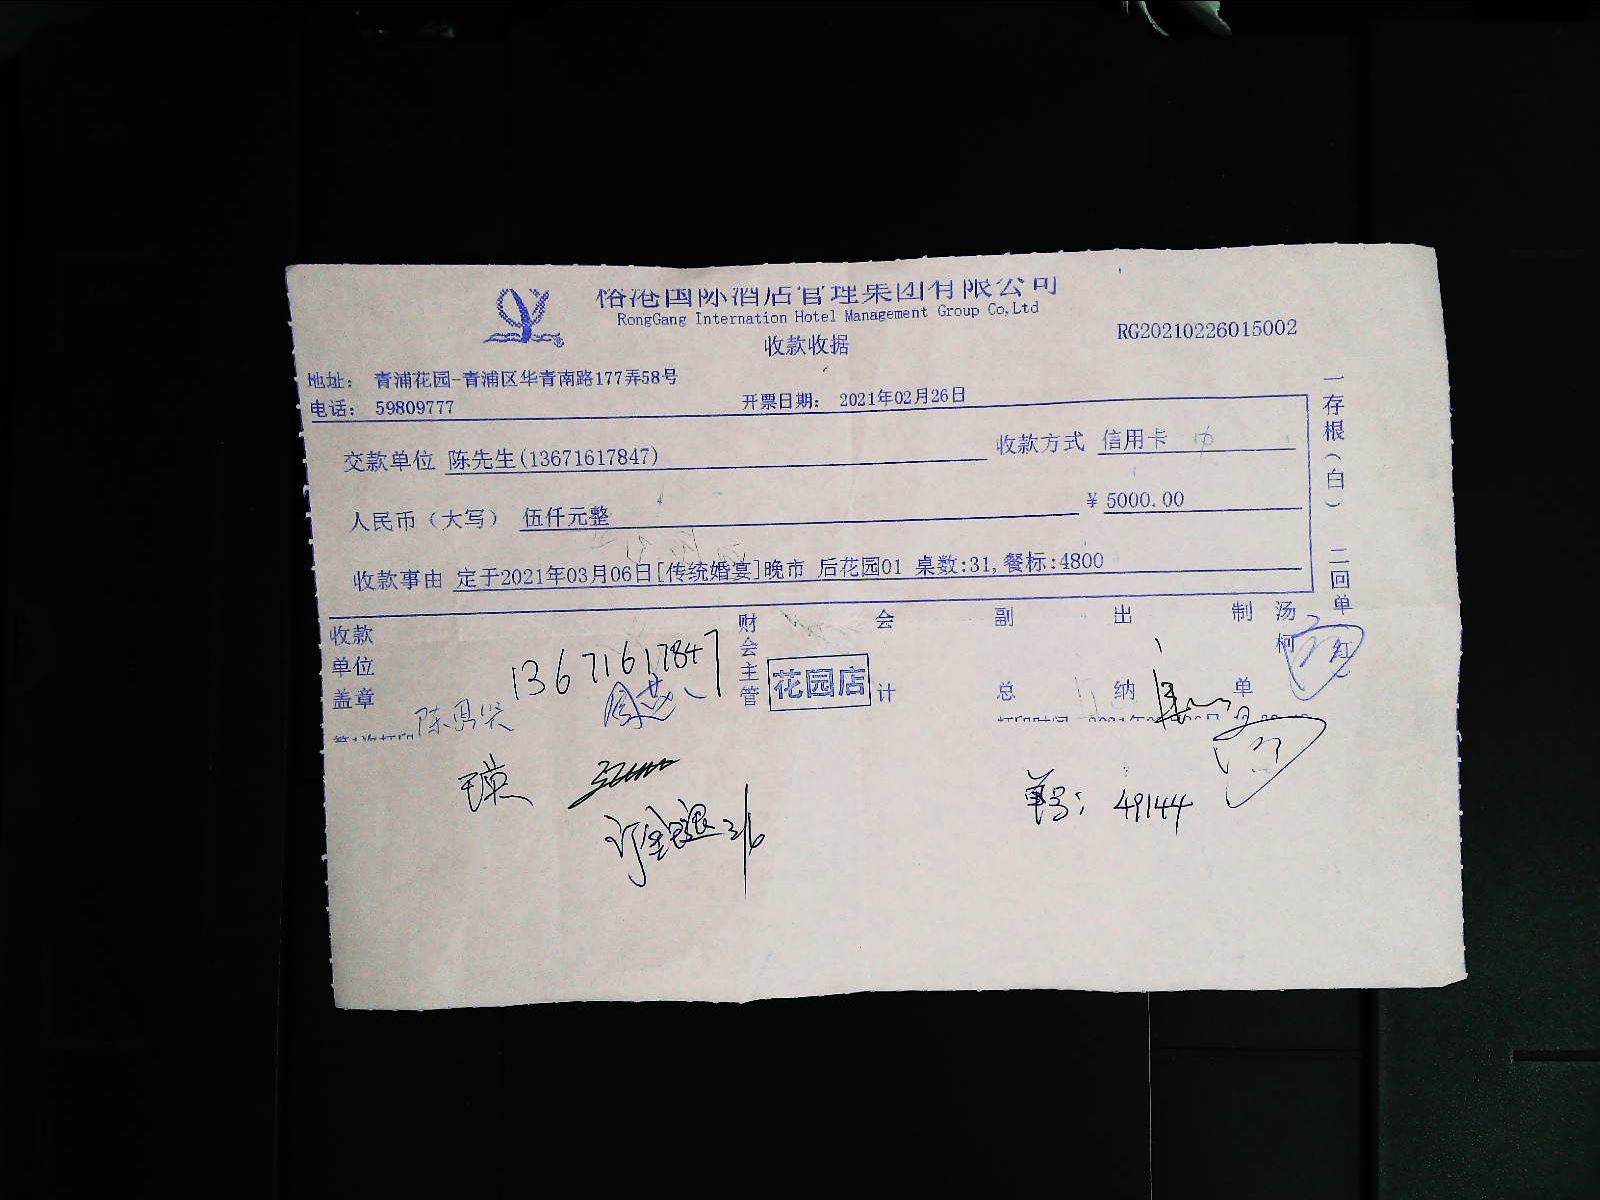 榕港国际酒店管理集团有限公司
RongGang Internation Hotel Management Group Co,Ltd
收款收据
RG20210226015002
地址: 青浦花园-青浦区华青南路177弄58号
电话: 59809777 开票日期: 2021年02月26日
交款单位 陈先生(13671617847) 收款方式 信用卡
人民币(大写) 伍仟元整 ¥ 5000.00
收款事由 定于2021年03月06日[传统婚宴]晚市 后花园01 桌数:31,餐标:4800
一存根(白) 二回单
收款单位盖章
财会主管
会计
副总
出纳
制单
汤柯
花园店
13671617847
单号: 49144